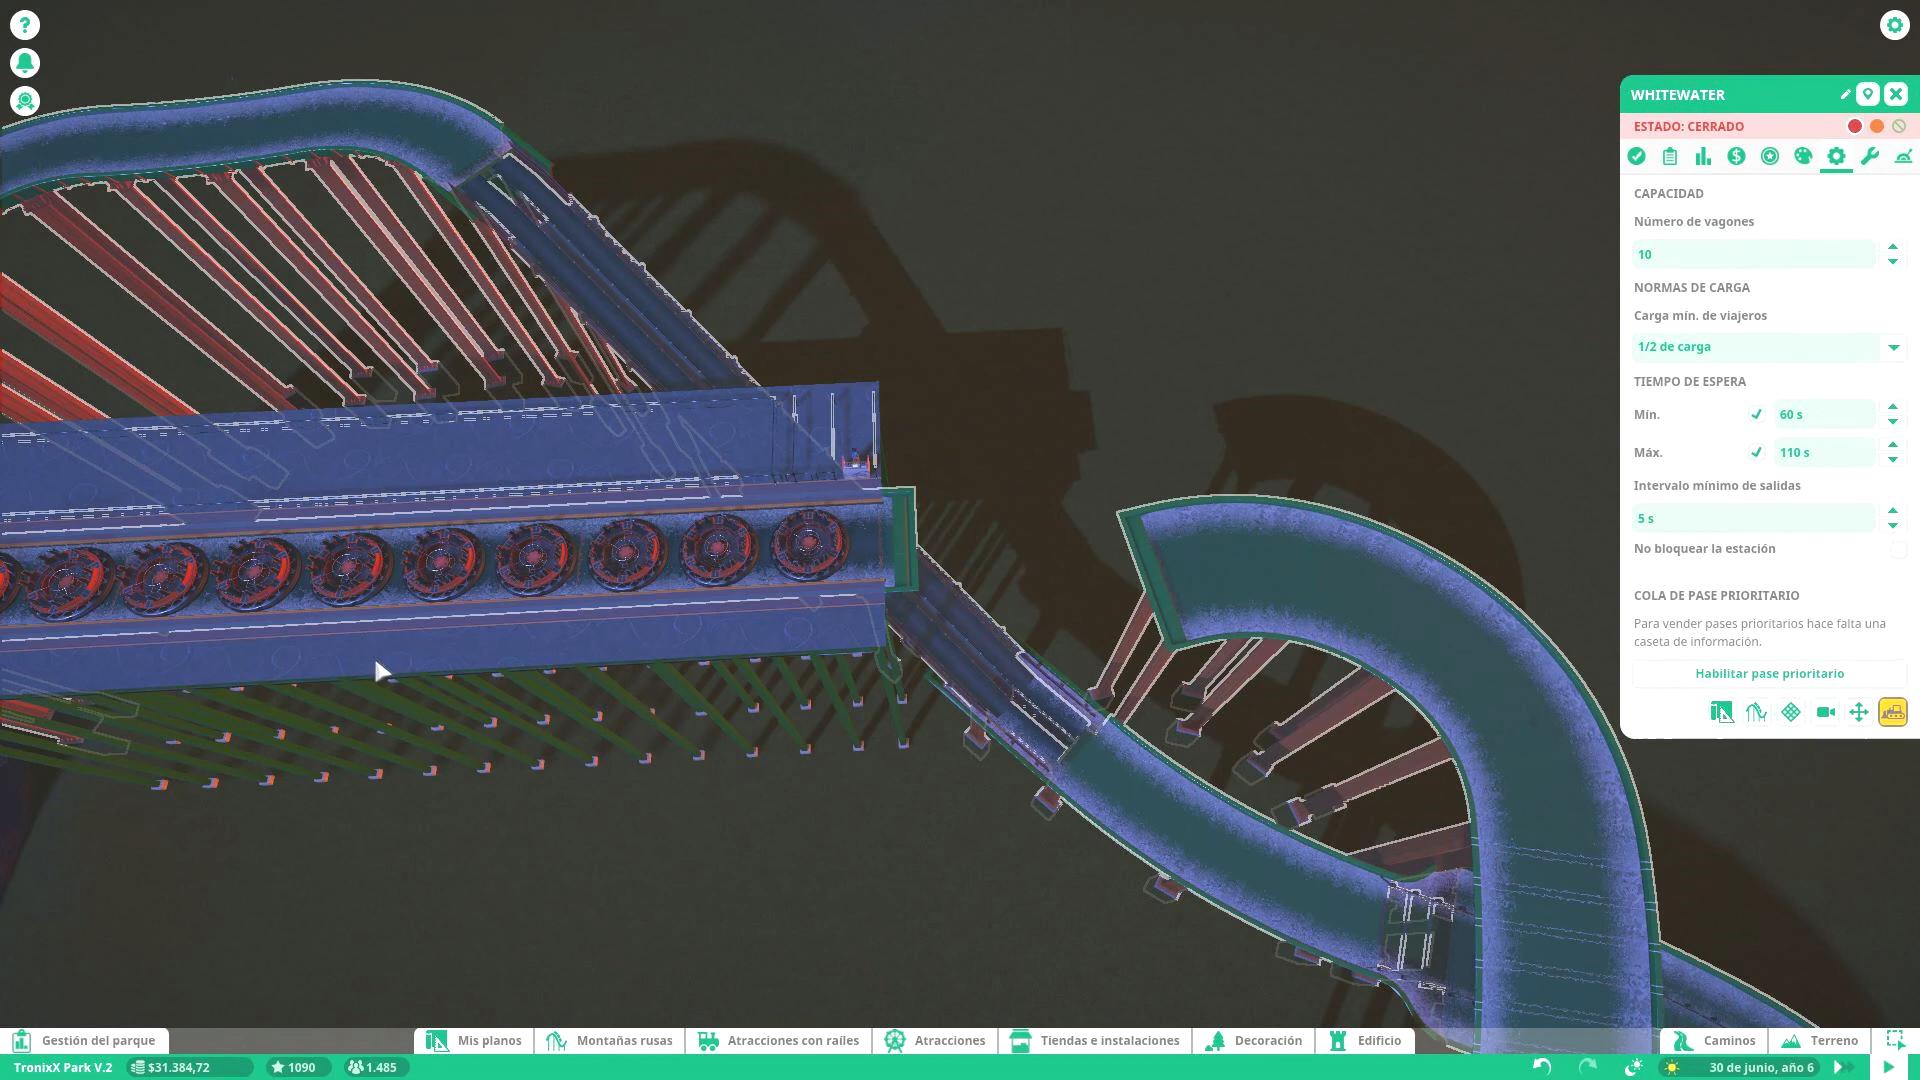 WHITEWATER
ESTADO: CERRADO
CAPACIDAD
Número de vagones
10
NORMAS DE CARGA
Carga mín. de viajeros
1/2 de carga
TIEMPO DE ESPERA
Mín.
60 s
Máx.
110 s
Intervalo mínimo de salidas
5 s
No bloquear la estación
COLA DE PASE PRIORITARIO
Para vender pases prioritarios hace falta una
caseta de información.
Habilitar pase prioritario
Gestión del parque
Mis planos
Montañas rusas
Atracciones con raíles
Atracciones
Tiendas e instalaciones
Decoración
Edificio
Caminos
Terreno
TronixX Park V.2
$31.384,72
1090
1.485
30 de junio, año 6